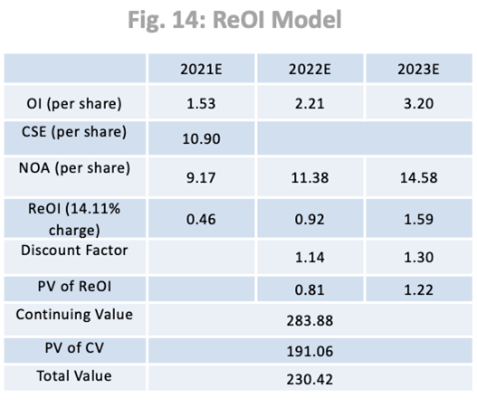 Fig. 14: ReOI Model
2021E 2022E 2023E
OI (per share) 1.53 2.21 3.20
CSE (per share) 10.90
NOA (per share) 9.17 11.38 14.58
ReOI (14.11%
charge) 0.46 0.92 1.59
Discount Factor 1.14 1.30
PV of ReOI 0.81 1.22
Continuing Value 283.88
PV of CV 191.06
Total Value 230.42